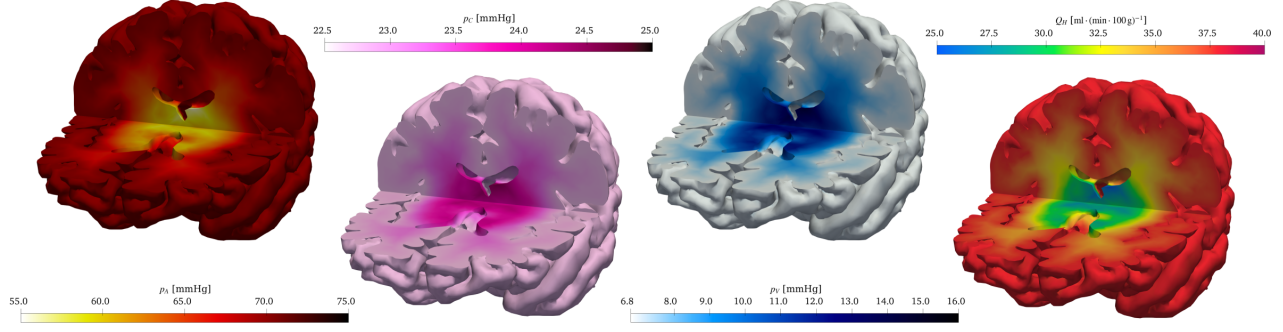 p_C [mmHg]
22.5 23.0 23.5 24.0 24.5 25.0
Q_H [ml · (min · 100 g)^−1]
25.0 27.5 30.0 32.5 35.0 37.5 40.0
p_A [mmHg]
55.0 60.0 65.0 70.0 75.0
p_V [mmHg]
6.8 8.0 9.0 10.0 11.0 12.0 13.0 14.0 15.0 16.0